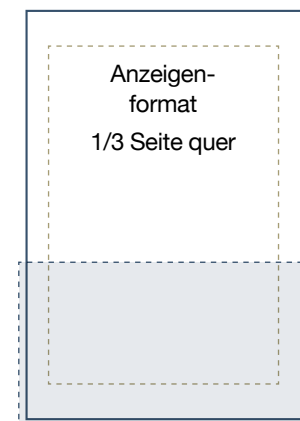 Anzeigen-
format
1/3 Seite quer